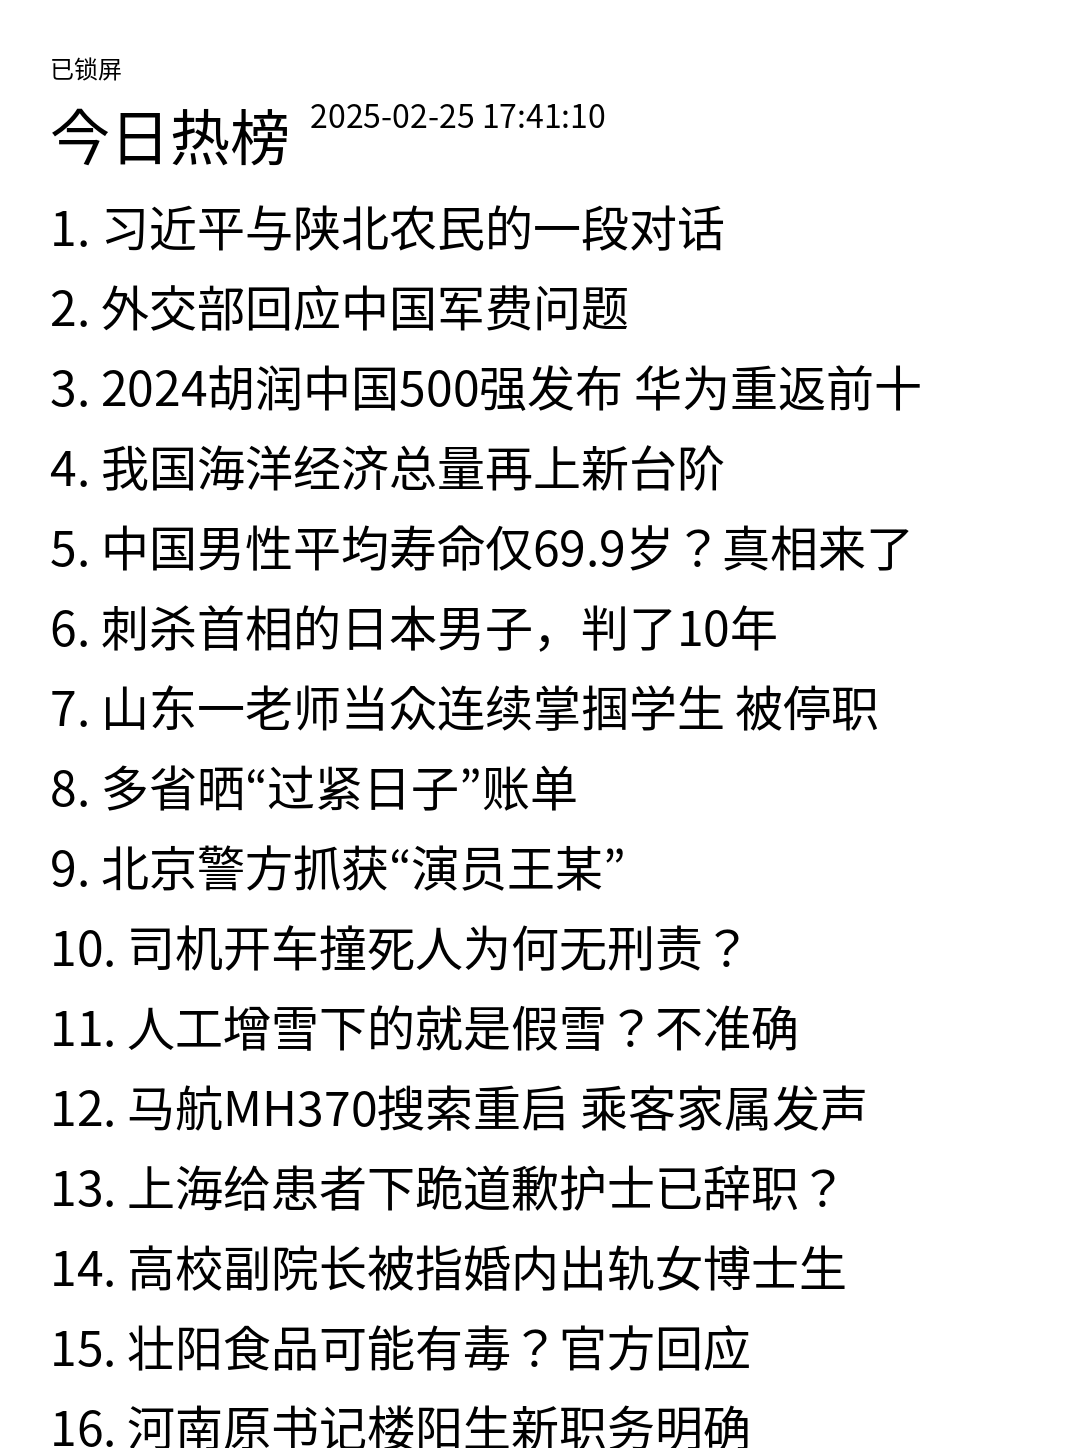 已锁屏
今日热榜 2025-02-25 17:41:10
1. 习近平与陕北农民的一段对话
2. 外交部回应中国军费问题
3. 2024胡润中国500强发布 华为重返前十
4. 我国海洋经济总量再上新台阶
5. 中国男性平均寿命仅69.9岁？真相来了
6. 刺杀首相的日本男子，判了10年
7. 山东一老师当众连续掌掴学生 被停职
8. 多省晒“过紧日子”账单
9. 北京警方抓获“演员王某”
10. 司机开车撞死人为何无刑责？
11. 人工增雪下的就是假雪？不准确
12. 马航MH370搜索重启 乘客家属发声
13. 上海给患者下跪道歉护士已辞职？
14. 高校副院长被指婚内出轨女博士生
15. 壮阳食品可能有毒？官方回应
16. 河南原书记楼阳生新职务明确